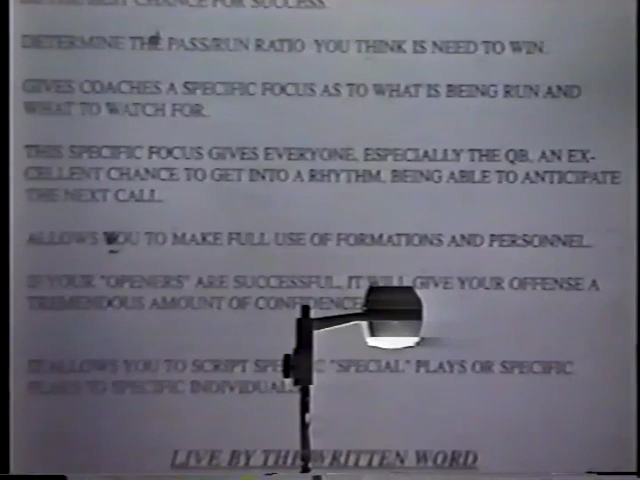 BEST CHANCE FOR SUCCESS.
DETERMINE THE PASS/RUN RATIO YOU THINK IS NEED TO WIN.
GIVES COACHES A SPECIFIC FOCUS AS TO WHAT IS BEING RUN AND
WHAT TO WATCH FOR.
THIS SPECIFIC FOCUS GIVES EVERYONE, ESPECIALLY THE QB, AN EX-
CELLENT CHANCE TO GET INTO A RHYTHM, BEING ABLE TO ANTICIPATE
THE NEXT CALL.
ALLOWS YOU TO MAKE FULL USE OF FORMATIONS AND PERSONNEL.
IF YOUR "OPENERS" ARE SUCCESSFUL, IT WILL GIVE YOUR OFFENSE A
TREMENDOUS AMOUNT OF CONFIDENCE
IT ALLOWS YOU TO SCRIPT "SPECIAL" PLAYS OR SPECIFIC
PLAYS TO SPECIFIC INDIVIDUALS
LIVE BY THE WRITTEN WORD